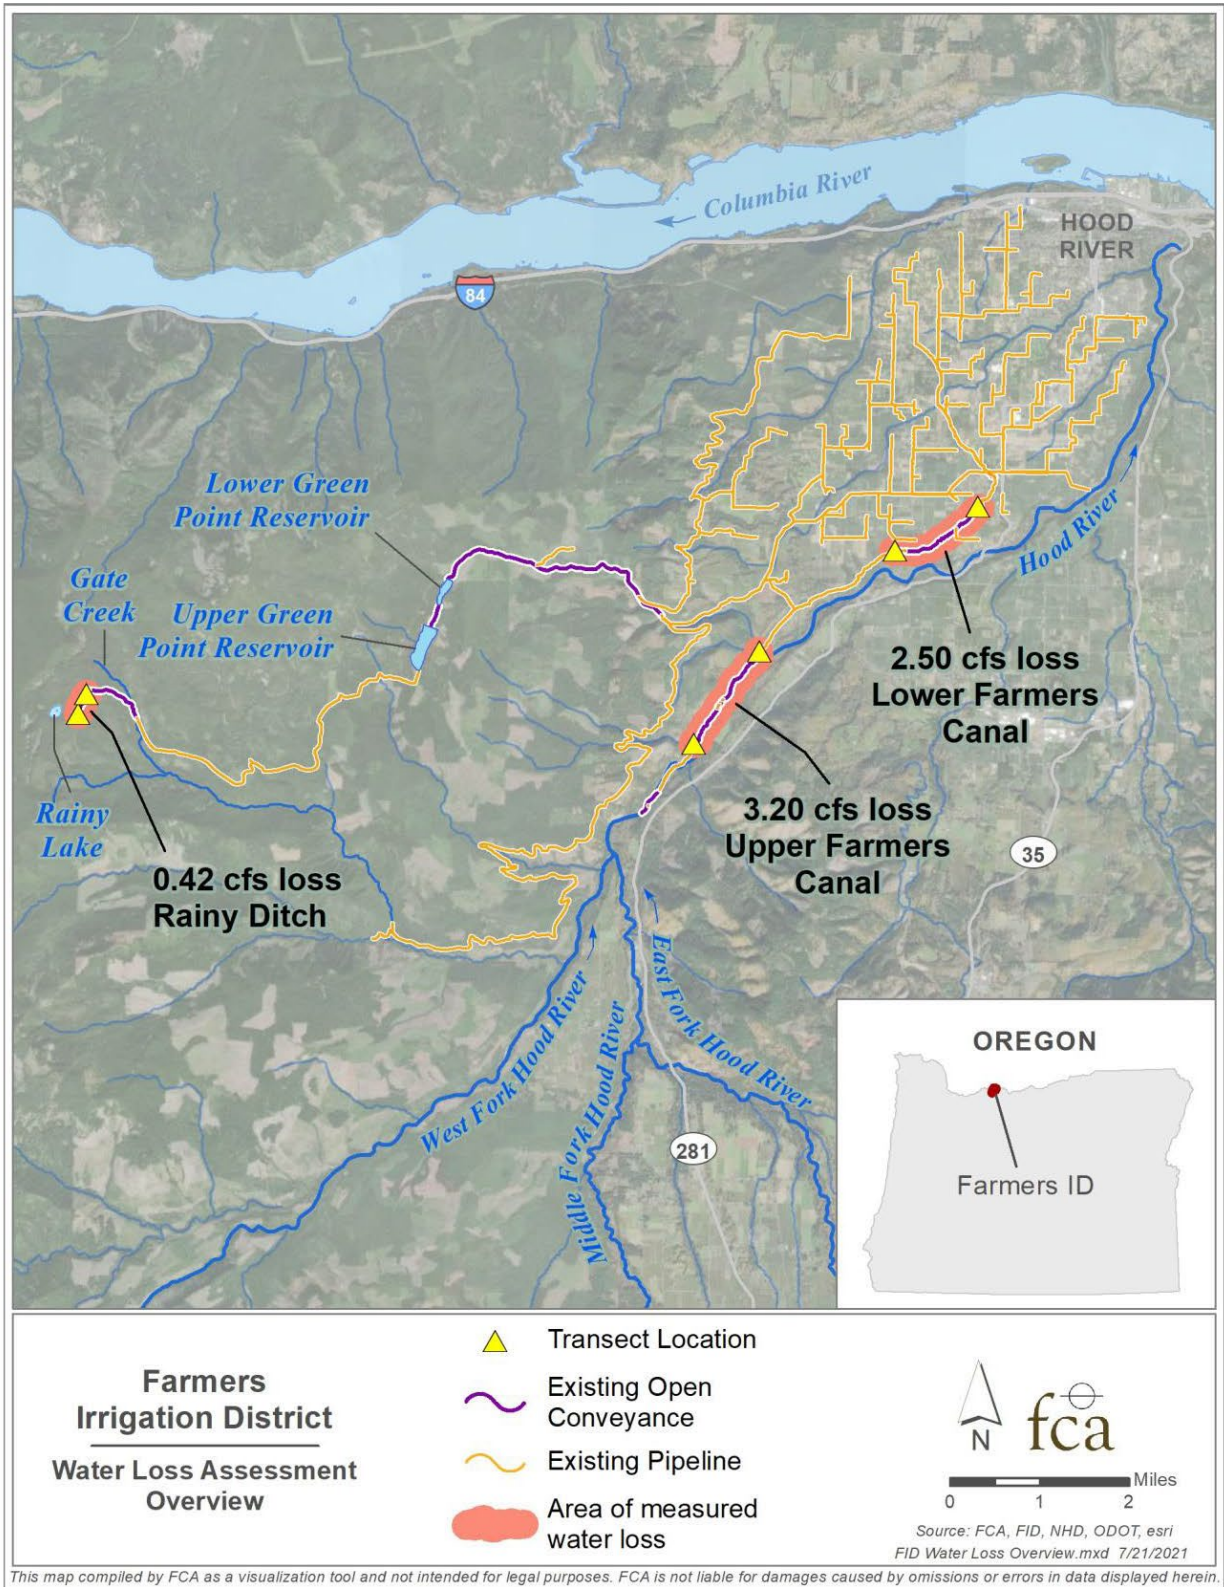 Columbia River
HOOD
RIVER
84
Lower Green
Point Reservoir
Hood River
Gate
Creek
Upper Green
Point Reservoir
2.50 cfs loss
Lower Farmers
Canal
3.20 cfs loss
Upper Farmers
Canal
Rainy
Lake
35
0.42 cfs loss
Rainy Ditch
East Fork Hood River
West Fork Hood River
Middle Fork Hood River
281
OREGON
Farmers ID
Farmers
Irrigation District
Water Loss Assessment
Overview
Transect Location
Existing Open
Conveyance
Existing Pipeline
Area of measured
water loss
N
fca
Miles
0 1 2
Source: FCA, FID, NHD, ODOT, esri
FID Water Loss Overview.mxd 7/21/2021
This map compiled by FCA as a visualization tool and not intended for legal purposes. FCA is not liable for damages caused by omissions or errors in data displayed herein.